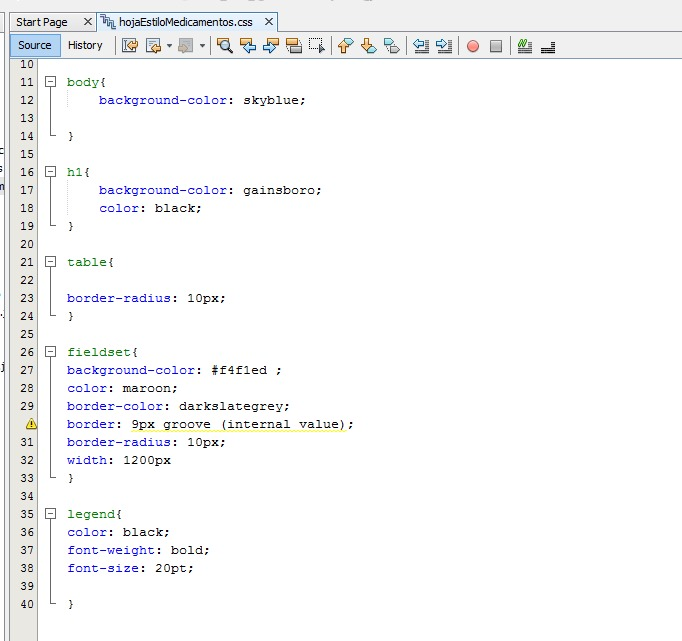 Start Page
hojaEstiloMedicamentos.css
Source History
10
11 body{
12 background-color: skyblue;
13
14 }
15
16 h1{
17 background-color: gainsboro;
18 color: black;
19 }
20
21 table{
22
23 border-radius: 10px;
24 }
25
26 fieldset{
27 background-color: #f4f1ed ;
28 color: maroon;
29 border-color: darkslategrey;
border: 9px groove (internal value);
31 border-radius: 10px;
32 width: 1200px
33 }
34
35 legend{
36 color: black;
37 font-weight: bold;
38 font-size: 20pt;
39
40 }